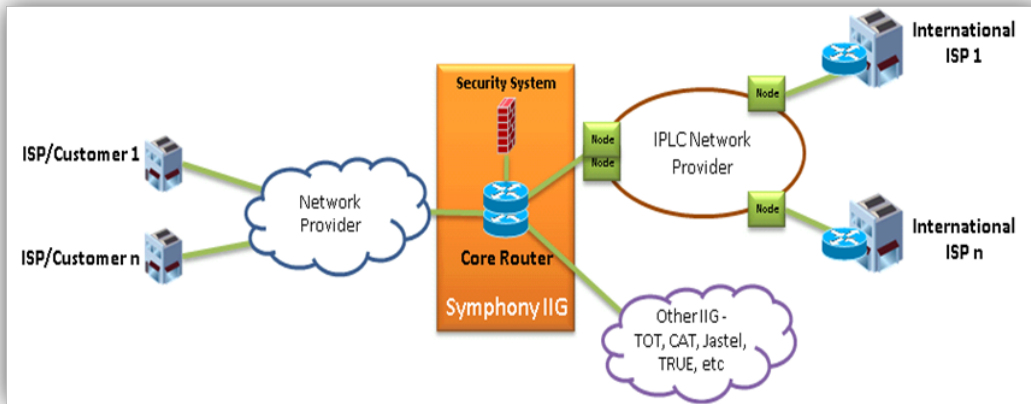 International
ISP 1
Security System
Node
ISP/Customer 1
Node
Node
IPLC Network
Provider
Network
Provider
Node
ISP/Customer n
International
ISP n
Core Router
Symphony IIG
Other IIG -
TOT, CAT, Jastel,
TRUE, etc